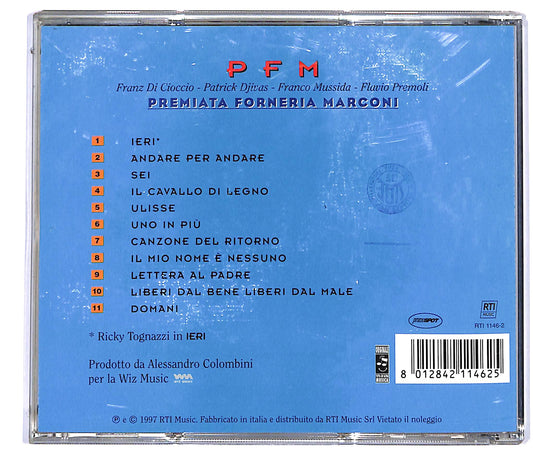 PFM
Franz Di Cioccio - Patrick Djivas - Franco Mussida - Flavio Premoli
PREMIATA FORNERIA MARCONI
1 IERI*
2 ANDARE PER ANDARE
3 SEI
4 IL CAVALLO DI LEGNO
5 ULISSE
6 UNO IN PIÙ
7 CANZONE DEL RITORNO
8 IL MIO NOME È NESSUNO
9 LETTERA AL PADRE
10 LIBERI DAL BENE LIBERI DAL MALE
11 DOMANI
RTI
MUSIC
RTI 1146-2
* Ricky Tognazzi in IERI
Prodotto da Alessandro Colombini
per la Wiz Music
8 012842 114625
℗ e © 1997 RTI Music. Fabbricato in italia e distribuito da RTI Music Srl Vietato il noleggio